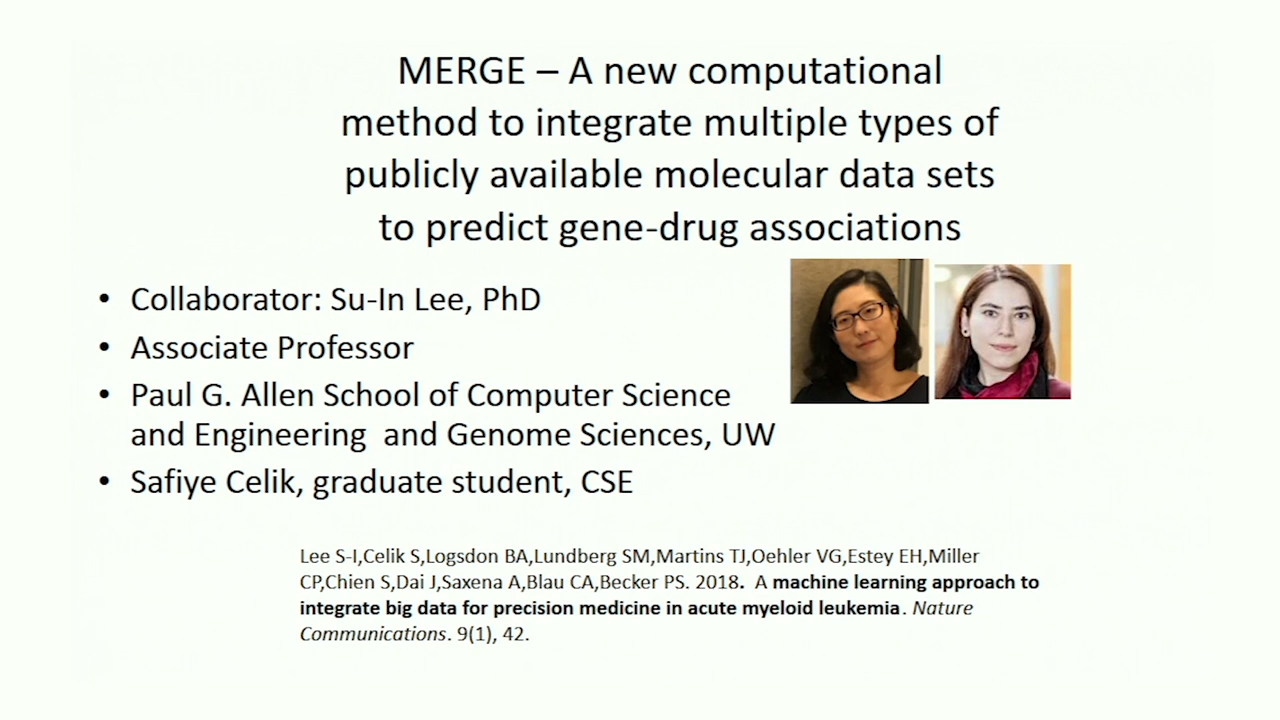 MERGE – A new computational
method to integrate multiple types of
publicly available molecular data sets
to predict gene-drug associations
• Collaborator: Su-In Lee, PhD
• Associate Professor
• Paul G. Allen School of Computer Science
and Engineering  and Genome Sciences, UW
• Safiye Celik, graduate student, CSE
Lee S-I,Celik S,Logsdon BA,Lundberg SM,Martins TJ,Oehler VG,Estey EH,Miller
CP,Chien S,Dai J,Saxena A,Blau CA,Becker PS. 2018.  A machine learning approach to
integrate big data for precision medicine in acute myeloid leukemia. Nature
Communications. 9(1), 42.